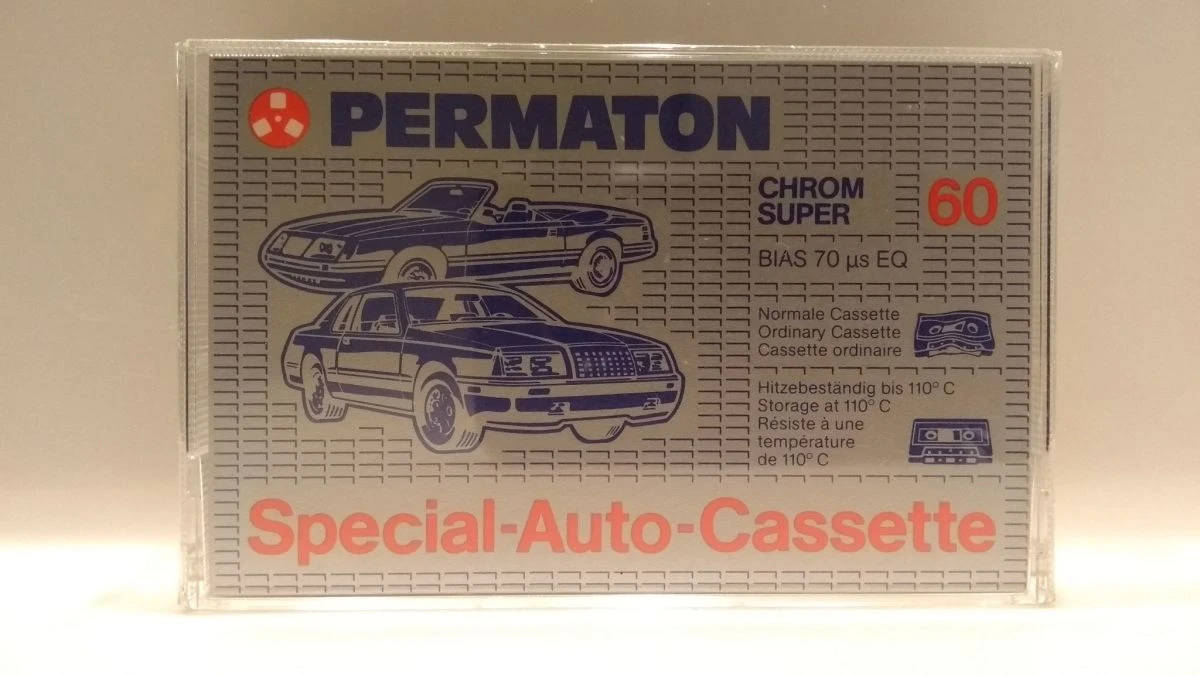 PERMATON
CHROM
SUPER
60
BIAS 70 µs EQ
Normale Cassette
Ordinary Cassette
Cassette ordinaire
Hitzebeständig bis 110° C
Storage at 110° C
Résiste à une
température
de 110° C
Special-Auto-Cassette